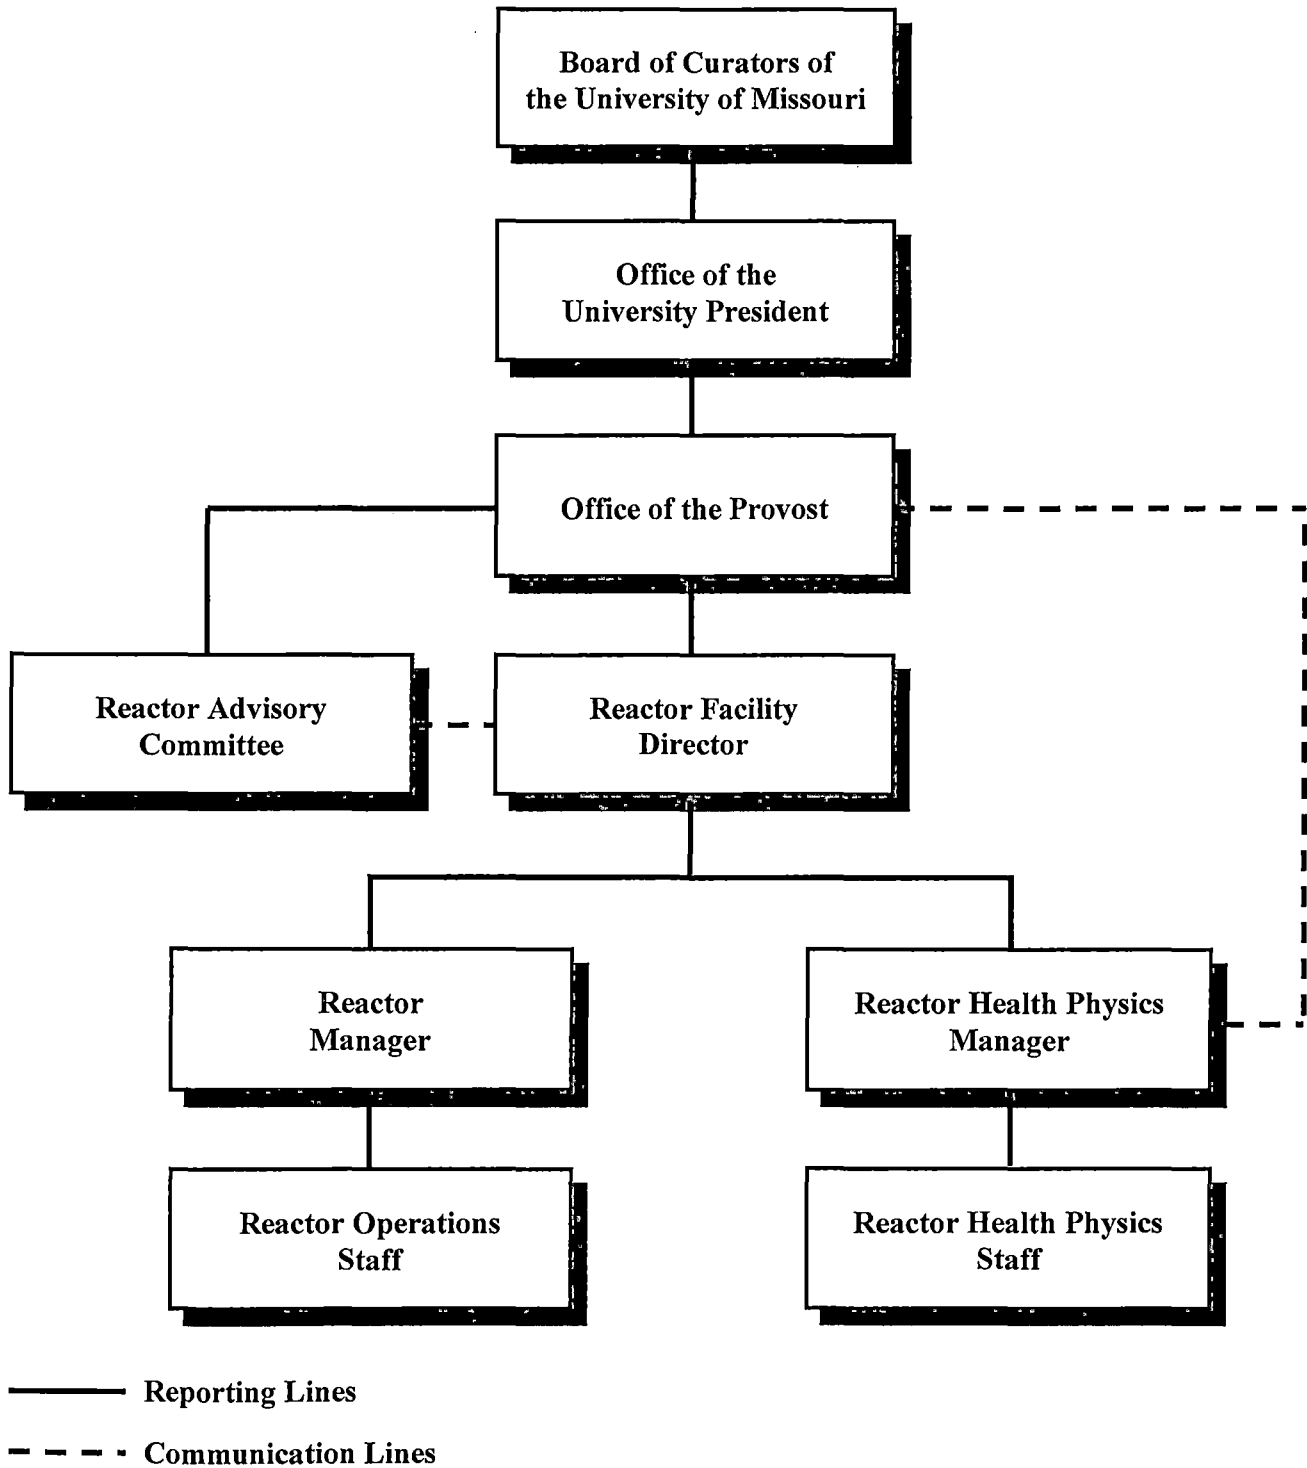 Board of Curators of
the University of Missouri
Office of the
University President
Office of the Provost
Reactor Advisory
Committee
Reactor Facility
Director
Reactor
Manager
Reactor Health Physics
Manager
Reactor Operations
Staff
Reactor Health Physics
Staff
Reporting Lines
Communication Lines